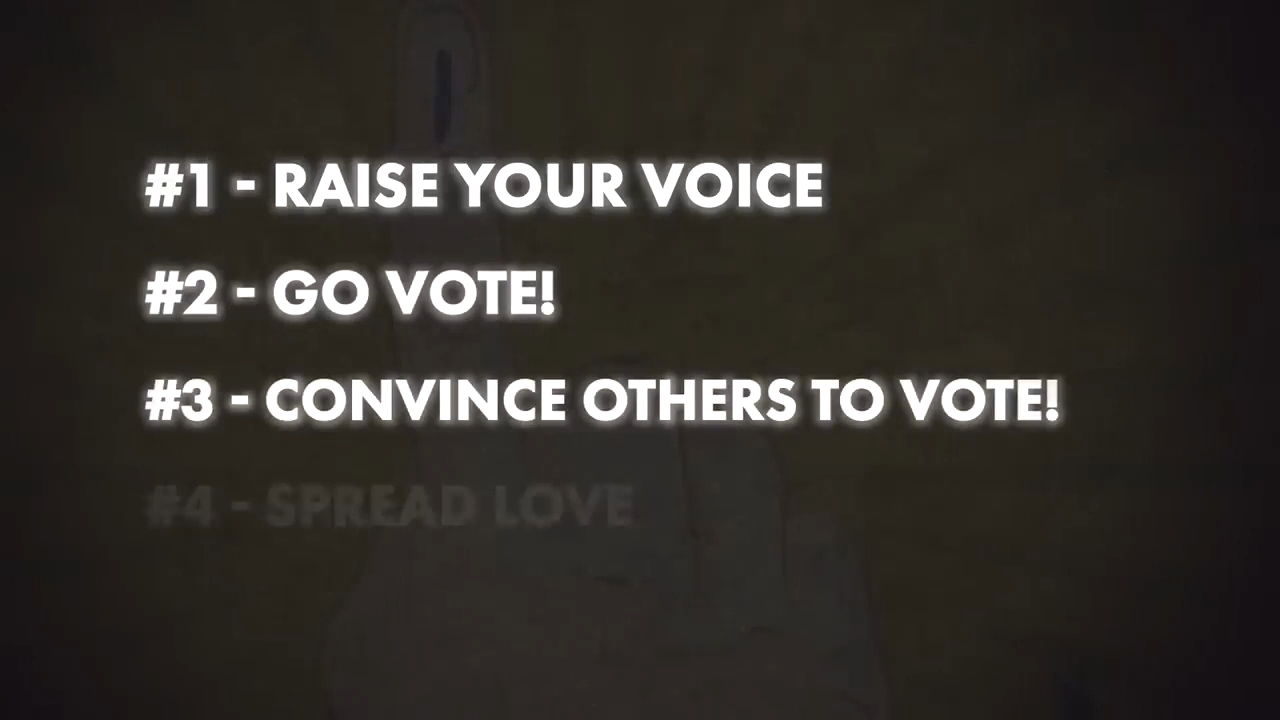 #1 - RAISE YOUR VOICE
#2 - GO VOTE!
#3 - CONVINCE OTHERS TO VOTE!
#4 - SPREAD LOVE